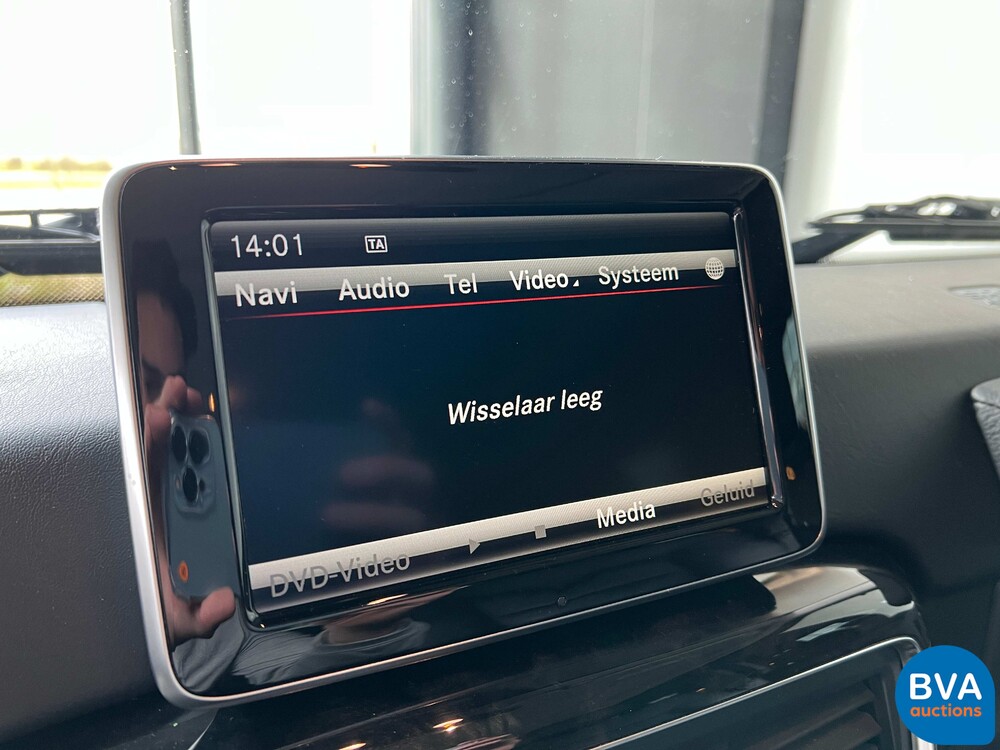 14:01 TA
Navi Audio Tel Video Systeem
Wisselaar leeg
DVD-Video Media Geluid
BVA
auctions